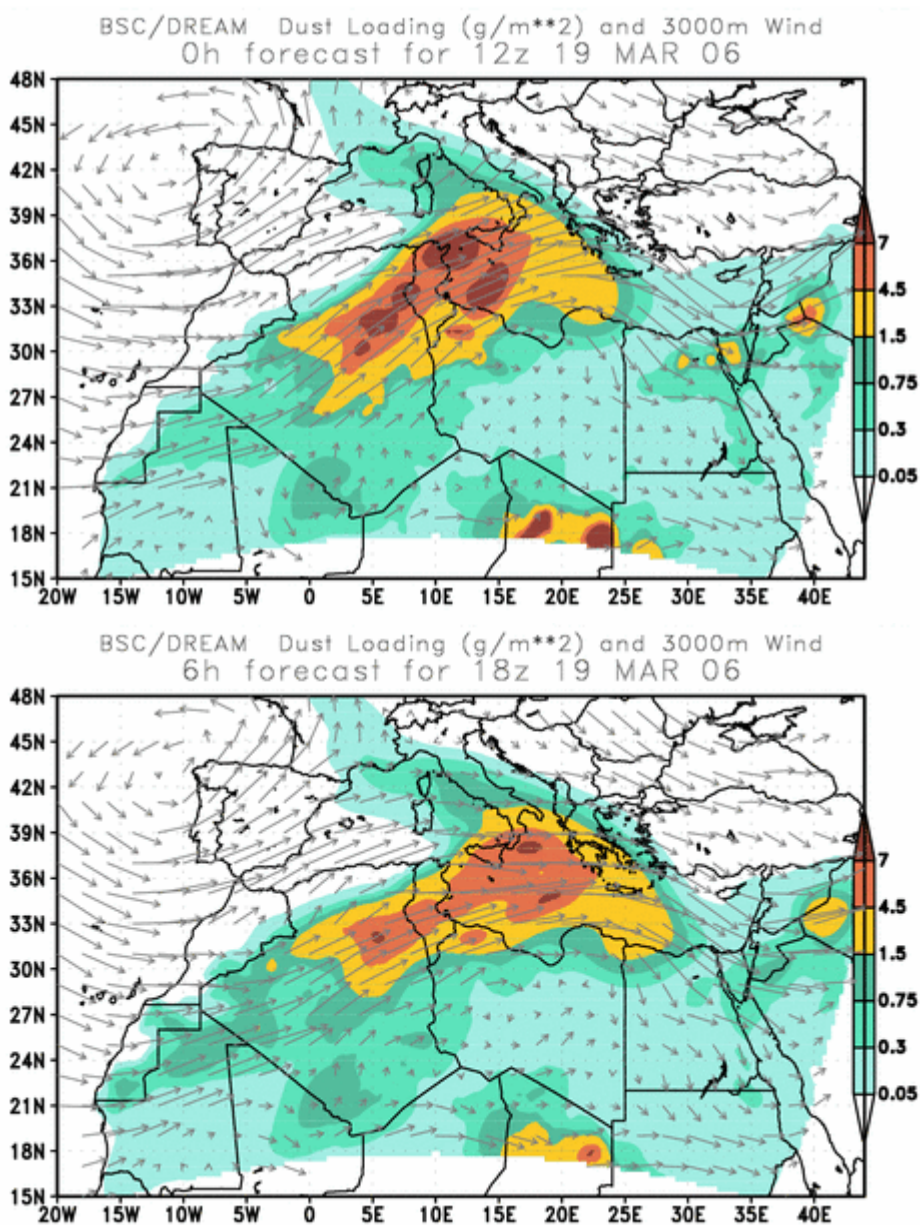 BSC/DREAM Dust Loading (g/m**2) and 3000m Wind
0h forecast for 12z 19 MAR 06
48N
45N
42N
39N
36N
33N
30N
27N
24N
21N
18N
15N
20W 15W 10W 5W 0 5E 10E 15E 20E 25E 30E 35E 40E
7
4.5
1.5
0.75
0.3
0.05
BSC/DREAM Dust Loading (g/m**2) and 3000m Wind
6h forecast for 18z 19 MAR 06
48N
45N
42N
39N
36N
33N
30N
27N
24N
21N
18N
15N
20W 15W 10W 5W 0 5E 10E 15E 20E 25E 30E 35E 40E
7
4.5
1.5
0.75
0.3
0.05